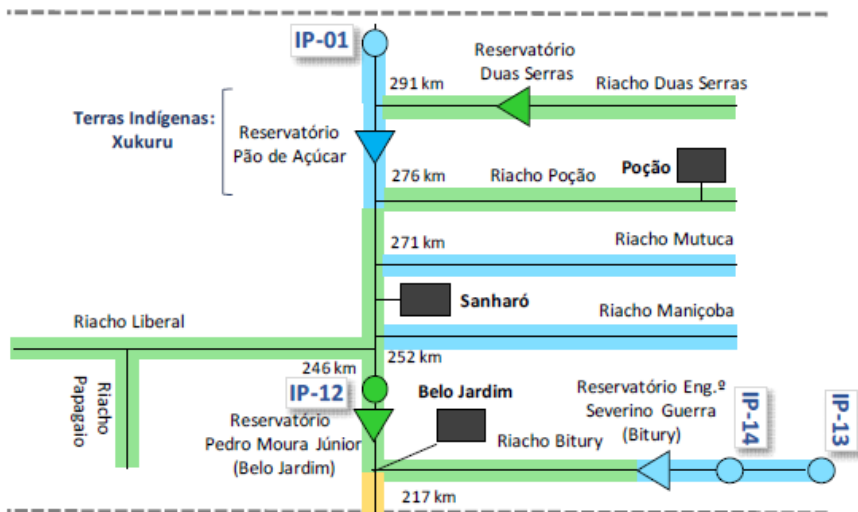 IP-01
Reservatório
Duas Serras
291 km
Riacho Duas Serras
Terras Indígenas:
Xukuru
Reservatório
Pão de Açúcar
276 km
Riacho Poção
Poção
271 km
Riacho Mutuca
Sanharó
Riacho Maniçoba
Riacho Liberal
252 km
246 km
Riacho
Papagaio
IP-12
Belo Jardim
Reservatório Eng.º
Severino Guerra
(Bitury)
IP-14
IP-13
Reservatório
Pedro Moura Júnior
(Belo Jardim)
Riacho Bitury
217 km